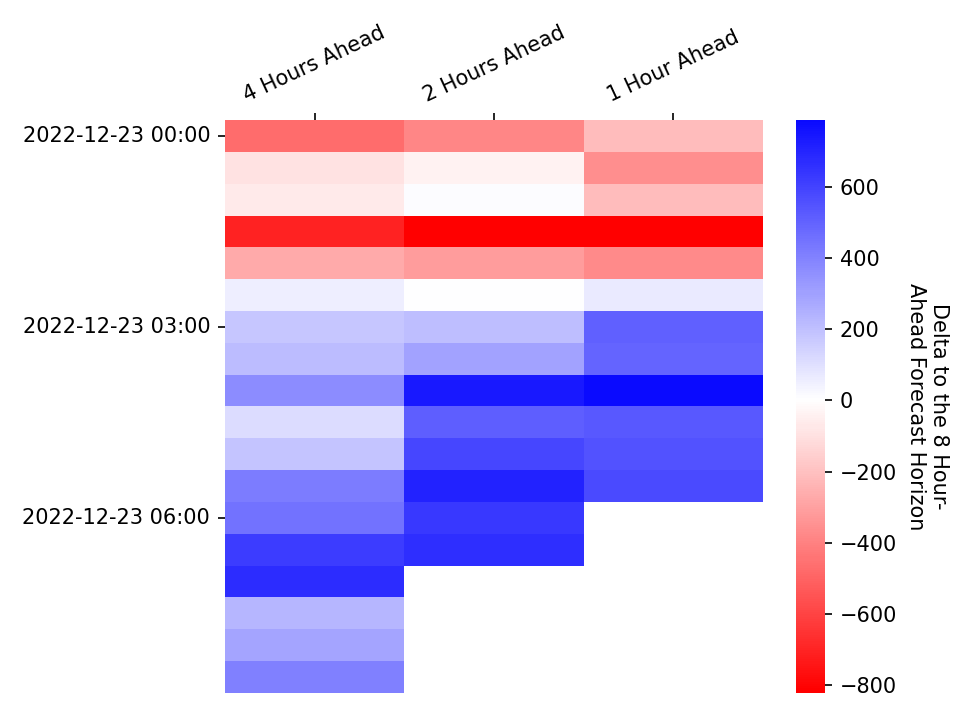 4 Hours Ahead
2 Hours Ahead
1 Hour Ahead
2022-12-23 00:00
2022-12-23 03:00
2022-12-23 06:00
600
400
200
0
−200
−400
−600
−800
Delta to the 8 Hour-
Ahead Forecast Horizon